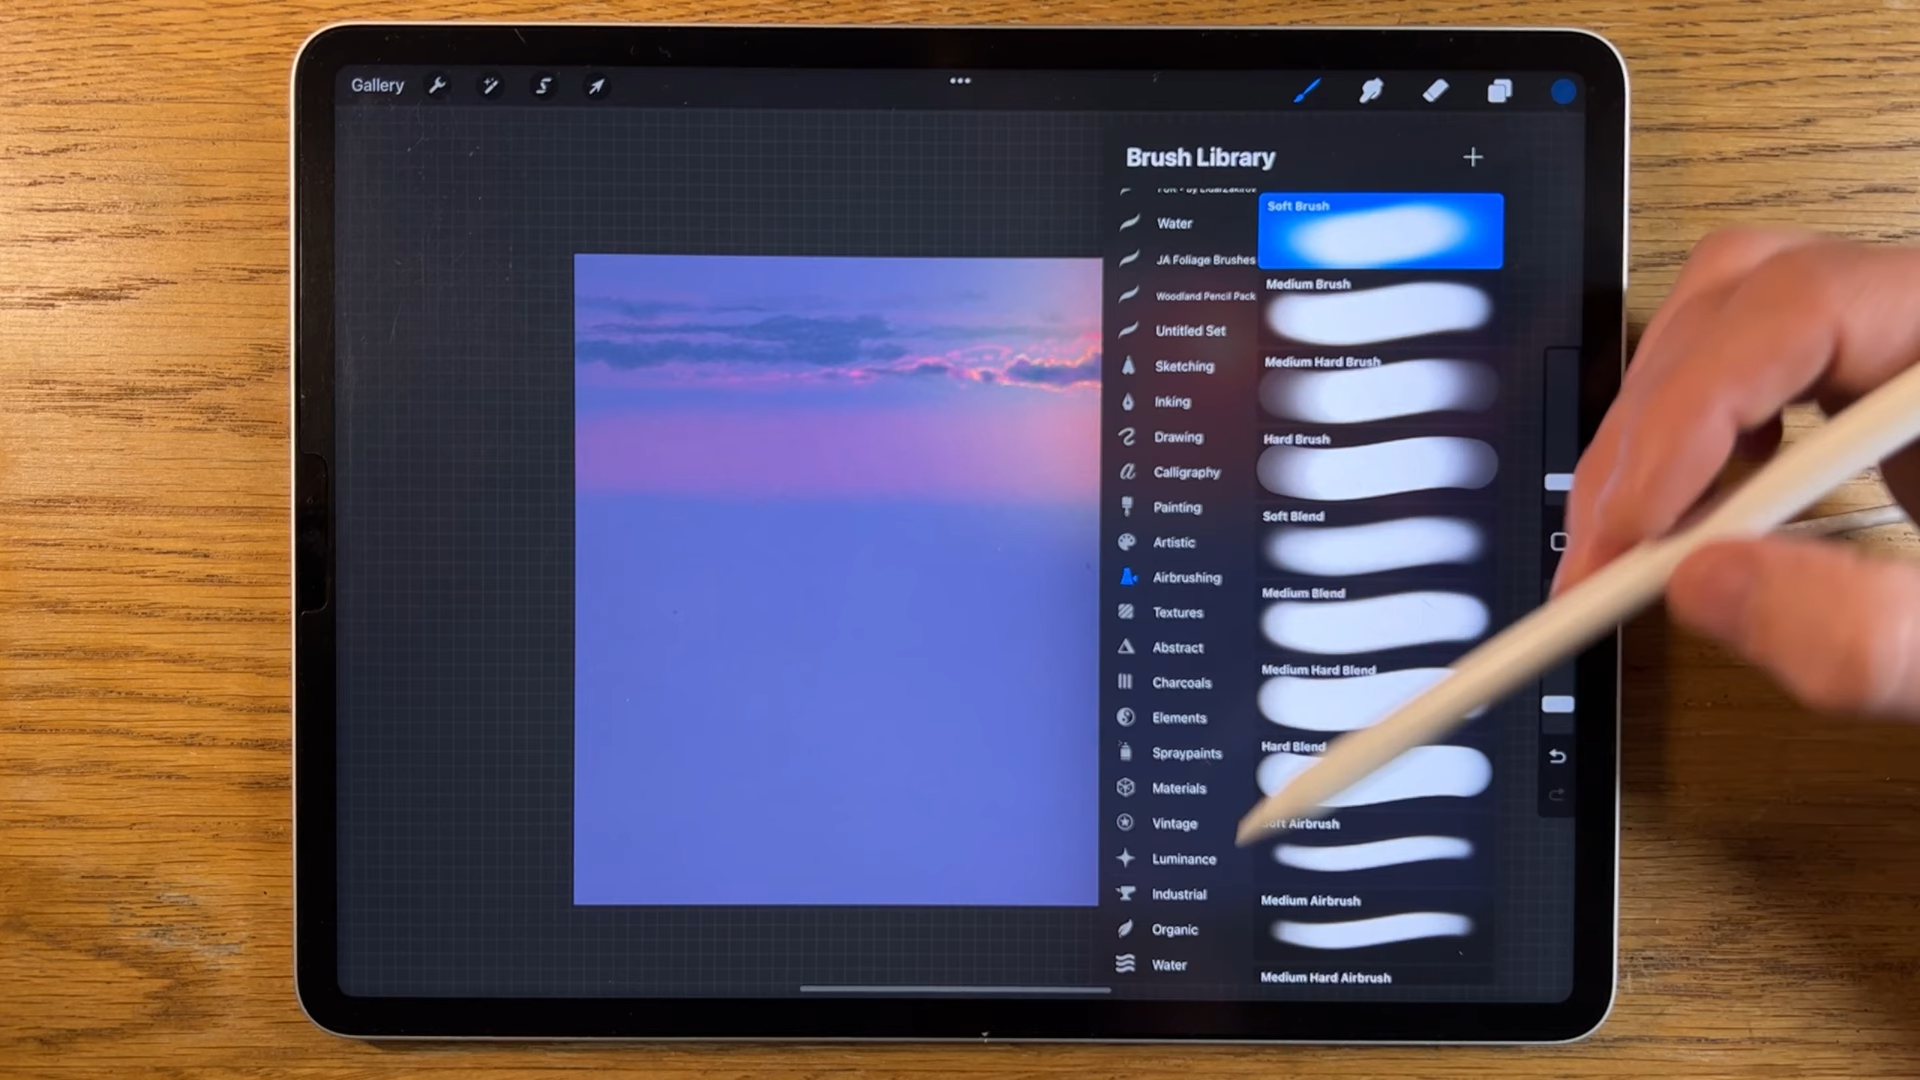 Gallery
Brush Library
Water
JA Foliage Brushes
Woodland Pencil Pack
Untitled Set
Sketching
Inking
Drawing
Calligraphy
Painting
Artistic
Airbrushing
Textures
Abstract
Charcoals
Elements
Spraypaints
Materials
Vintage
Luminance
Industrial
Organic
Water
Soft Brush
Medium Brush
Medium Hard Brush
Hard Brush
Soft Blend
Medium Blend
Medium Hard Blend
Hard Blend
Soft Airbrush
Medium Airbrush
Medium Hard Airbrush